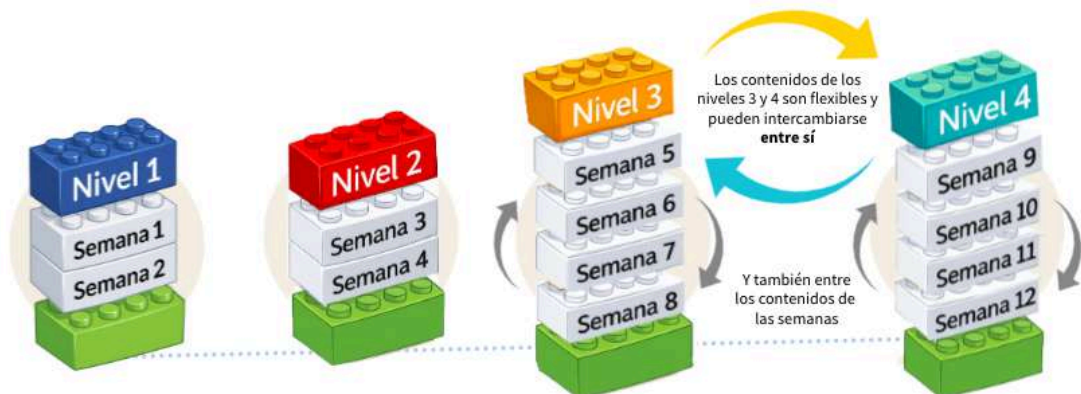 Nivel 1
Semana 1
Semana 2
Nivel 2
Semana 3
Semana 4
Nivel 3
Semana 5
Semana 6
Semana 7
Semana 8
Los contenidos de los
niveles 3 y 4 son flexibles y
pueden intercambiarse
entre sí
Y también entre
los contenidos de
las semanas
Nivel 4
Semana 9
Semana 10
Semana 11
Semana 12